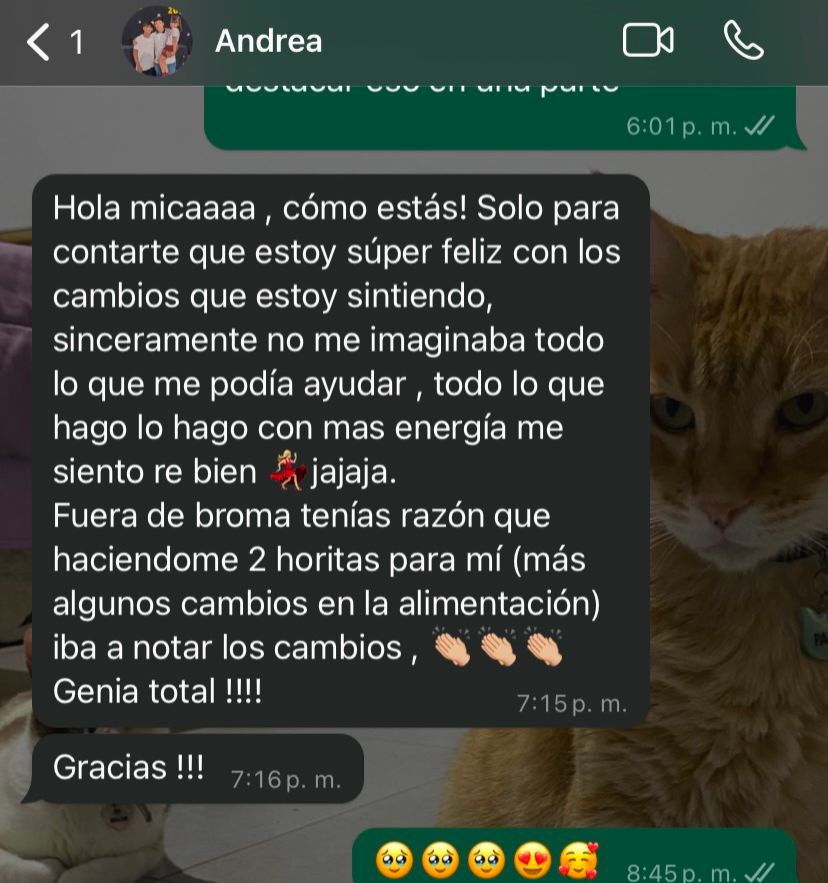 1
Andrea
6:01 p. m.
Hola micaaaa , cómo estás! Solo para
contarte que estoy súper feliz con los
cambios que estoy sintiendo,
sinceramente no me imaginaba todo
lo que me podía ayudar , todo lo que
hago lo hago con mas energía me
siento re bien 💃🏼jajaja.
Fuera de broma tenías razón que
haciendome 2 horitas para mí (más
algunos cambios en la alimentación)
iba a notar los cambios , 👏🏼👏🏼👏🏼
Genia total !!!!
7:15 p. m.
Gracias !!! 7:16 p. m.
🥹🥹🥹😍🥰 8:45 p. m.